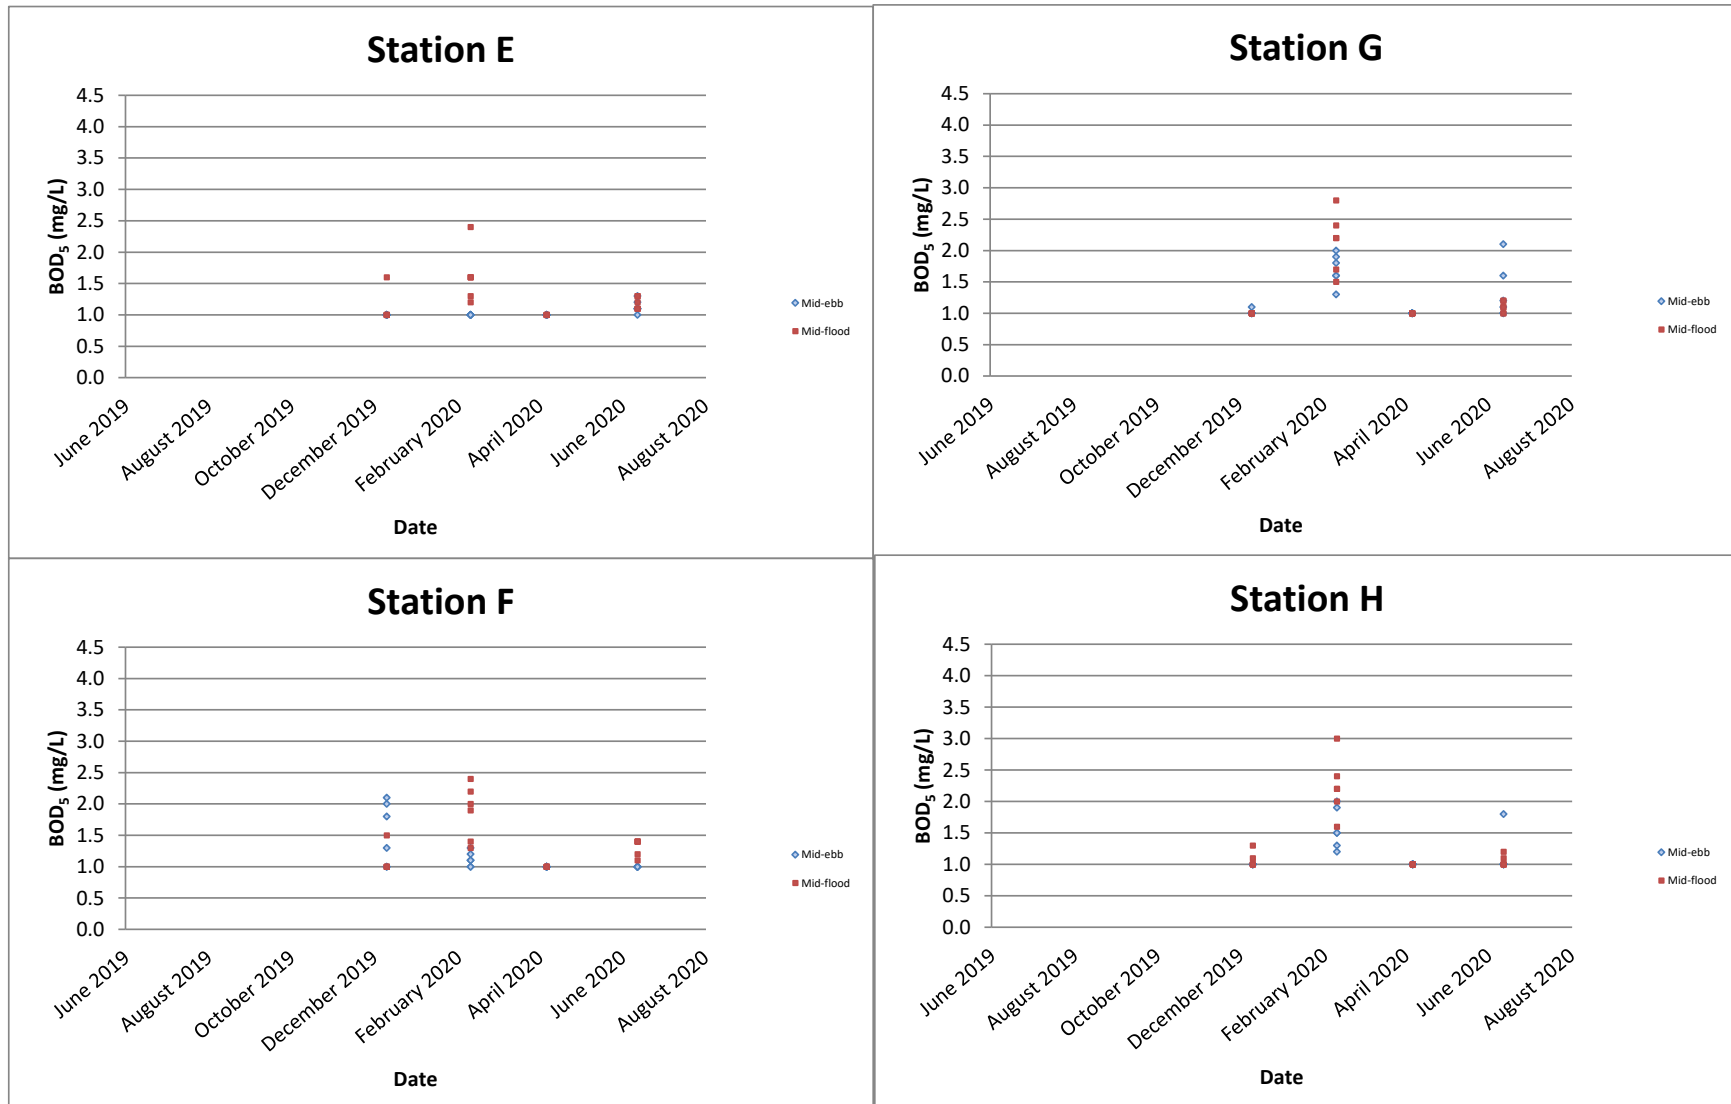 Station E
4.5
4.0
3.5
3.0
2.5
2.0
1.5
1.0
0.5
0.0
BOD5 (mg/L)
June 2019
August 2019
October 2019
December 2019
February 2020
April 2020
June 2020
August 2020
Date
Mid-ebb
Mid-flood
Station G
4.5
4.0
3.5
3.0
2.5
2.0
1.5
1.0
0.5
0.0
BOD5 (mg/L)
June 2019
August 2019
October 2019
December 2019
February 2020
April 2020
June 2020
August 2020
Date
Mid-ebb
Mid-flood
Station F
4.5
4.0
3.5
3.0
2.5
2.0
1.5
1.0
0.5
0.0
BOD5 (mg/L)
June 2019
August 2019
October 2019
December 2019
February 2020
April 2020
June 2020
August 2020
Date
Mid-ebb
Mid-flood
Station H
4.5
4.0
3.5
3.0
2.5
2.0
1.5
1.0
0.5
0.0
BOD5 (mg/L)
June 2019
August 2019
October 2019
December 2019
February 2020
April 2020
June 2020
August 2020
Date
Mid-ebb
Mid-flood